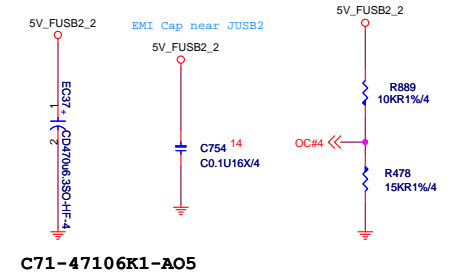 5V_FUSB2_2
EMI Cap near JUSB2
5V_FUSB2_2
5V_FUSB2_2
EC37
1
+
2
CD470u6.3SO-HF-4
C754
14
C0.1U16X/4
R889
10KR1%/4
OC#4
R478
15KR1%/4
C71-47106K1-AO5